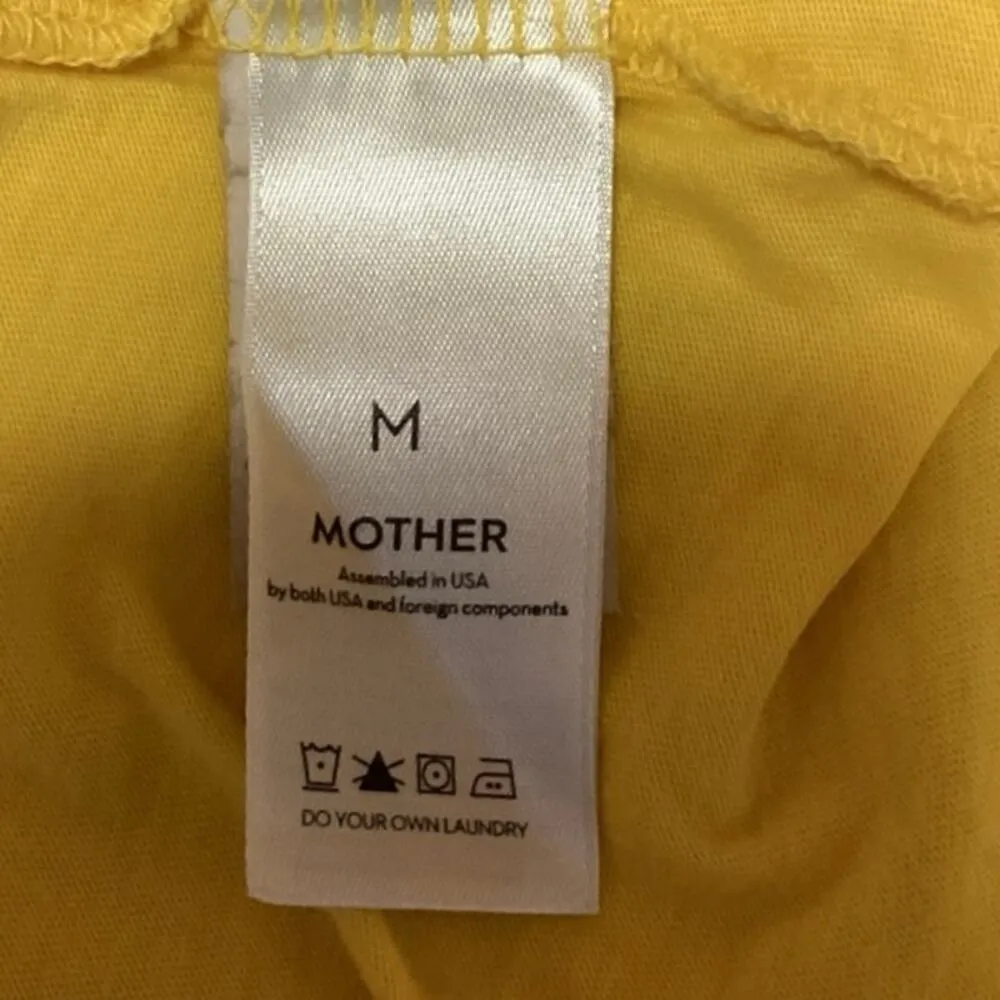 M
MOTHER
Assembled in USA
by both USA and foreign components
DO YOUR OWN LAUNDRY